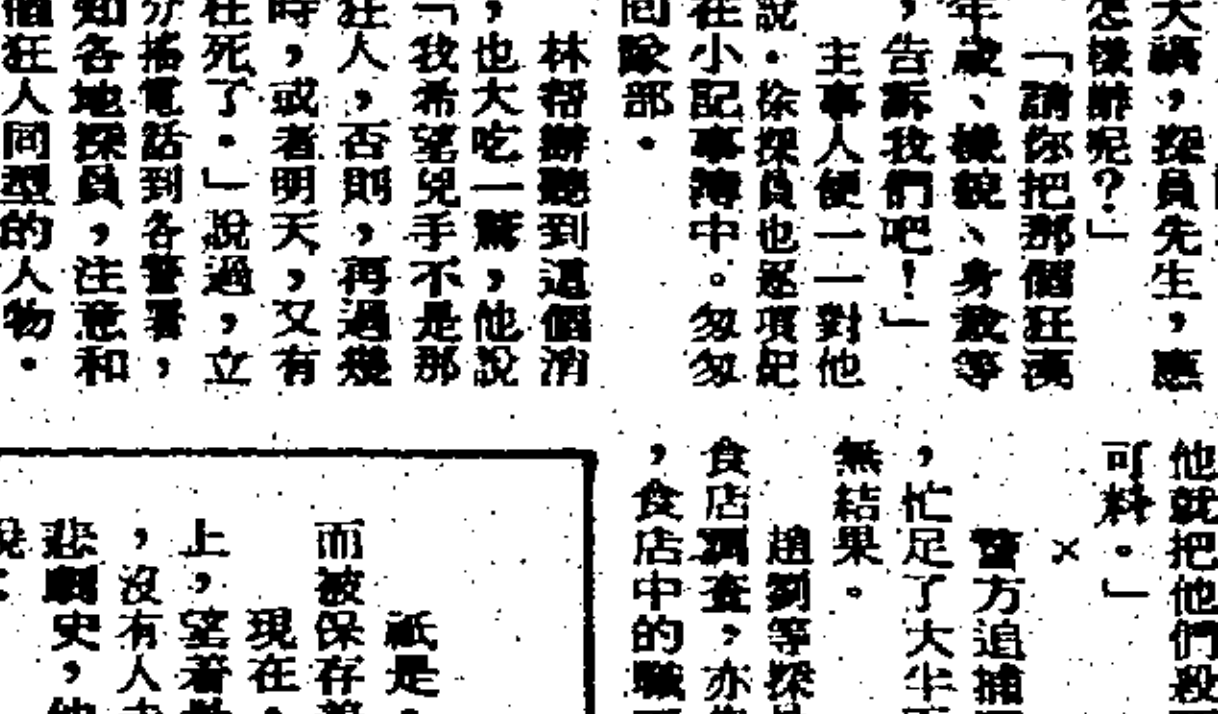 大禍，探員先生，應
怎樣辦呢？」
「請你把那個狂漢
年歲、機貌、身裁等
，告訴我們吧！」
主事人便一一對他
說．徐探員也逐項紀
在小記事簿中。匆匆
回隊部．
林幫辦聽到這個消
，也大吃一驚，他說
「我希望兇手不是那
狂人，否則，再過幾
時，或者明天，又有
枉死了．」說過，立
分搖電話到各警署，
知各地探員，注意和
個狂人同型的人物．
他就把他們殺
可料．」
×
警方追捕
，忙足了大半
無結果。
趙劉等探
食店調查，亦
，食店中的職
祇是
而被保存
現在
上，望着
，沒有人
悲劇史，他
說：